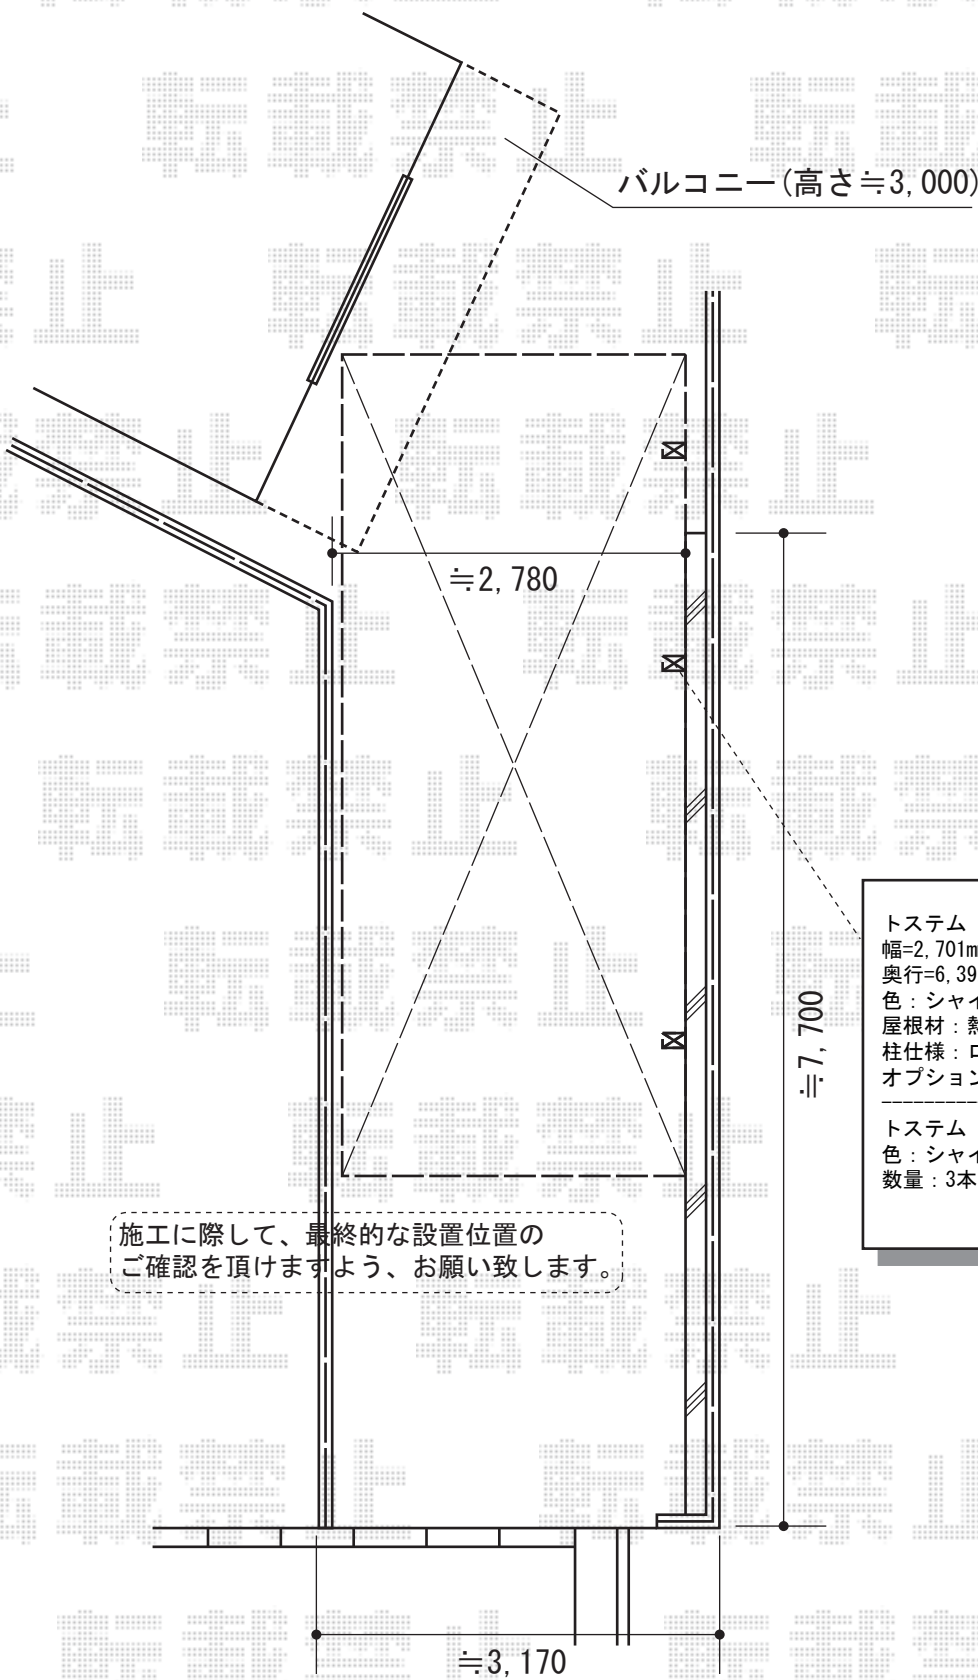 バルコニー(高さ≒3,000)
≒2,780
≒7,700
トステム
幅=2,701m
奥行=6,39
色：シャイ
屋根材：熱
柱仕様：ロ
オプション
トステム
色：シャイ
数量：3本
施工に際して、最終的な設置位置の
ご確認を頂けますよう、お願い致します。
≒3,170
転載禁止